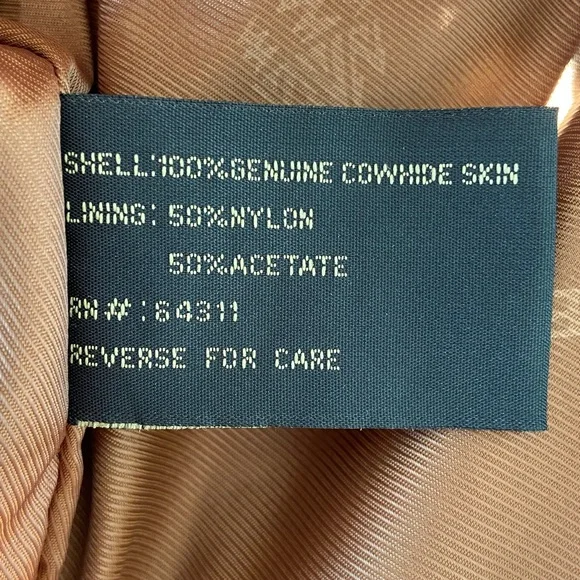 SHELL:100%GENUINE COWHIDE SKIN
LINING: 50%NYLON
50%ACETATE
RN#:64311
REVERSE FOR CARE